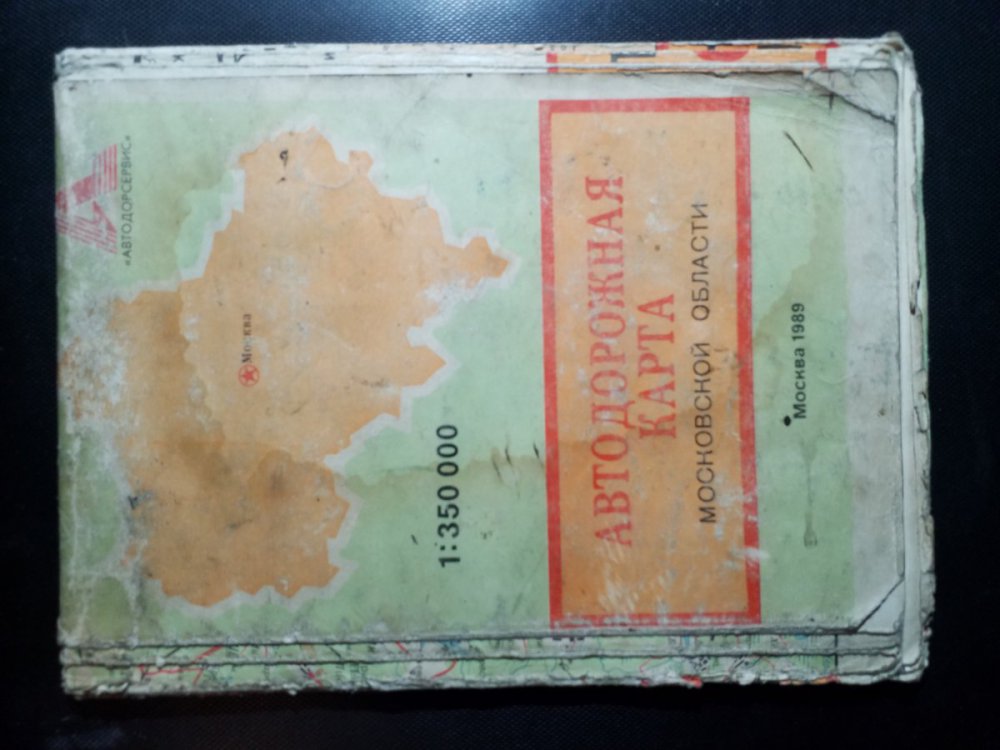 «АВТОДОРСЕРВИС»
Москва
1:350 000
АВТОДОРОЖНАЯ
КАРТА
МОСКОВСКОЙ ОБЛАСТИ
Москва 1989